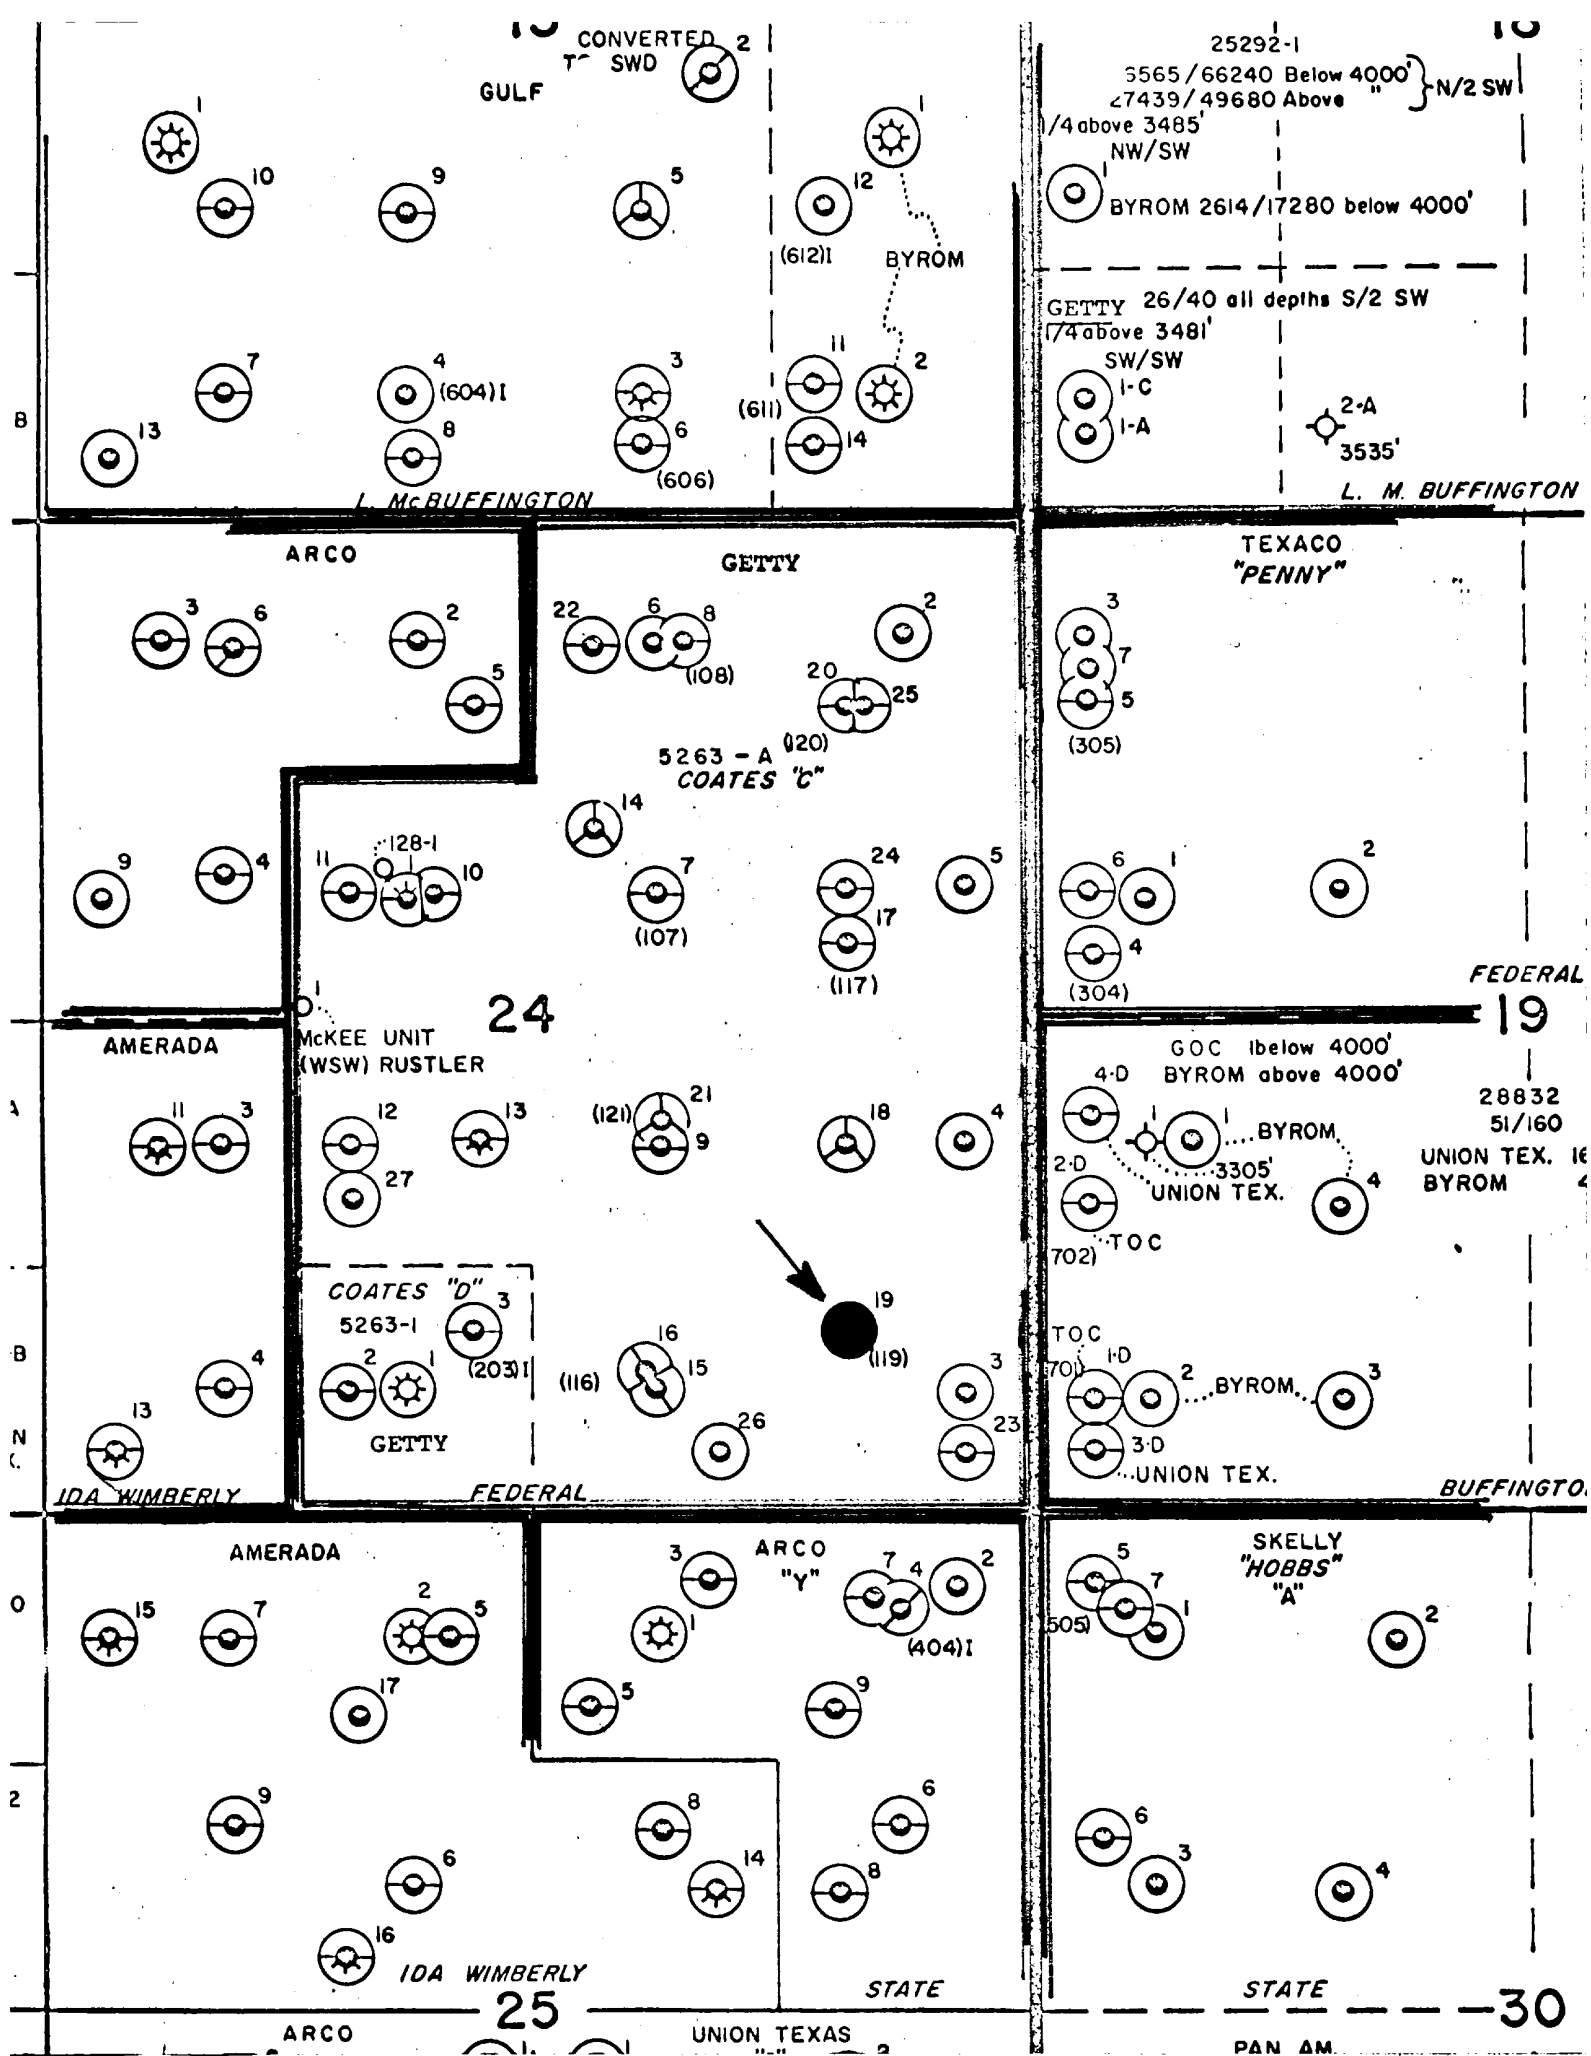 CONVERTED
SWD
2
GULF
1
10
9
5
12
1
(612)I
BYROM
7
4
(604)I
3
11
(611)
2
13
8
6
(606)
14
L. McBUFFINGTON
B
25292-1
6565/66240 Below 4000'
27439/49680 Above "
N/2 SW
1/4 above 3485'
NW/SW
1
BYROM 2614/17280 below 4000'
GETTY 26/40 all depths S/2 SW
1/4 above 3481'
SW/SW
1-C
1-A
2-A
3535'
L. M. BUFFINGTON
ARCO
3
6
2
5
9
4
GETTY
22
6
8
(108)
2
20
25
(120)
5263-A
COATES "C"
14
11
128-1
10
7
(107)
24
5
17
(117)
TEXACO
"PENNY"
3
7
5
(305)
6
1
2
4
(304)
FEDERAL
1
24
19
McKEE UNIT
(WSW) RUSTLER
AMERADA
11
3
4
13
IDA WIMBERLY
A
B
N
12
13
(121)
21
9
18
4
27
COATES "D"
5263-1
3
2
1
(203)I
GETTY
16
(116)
15
19
(119)
3
26
23
FEDERAL
GOC 1below 4000'
BYROM above 4000'
4-D
1
1
BYROM
28832
51/160
3305'
2-D
UNION TEX.
UNION TEX. 16
BYROM 4
4
TOC
702)
TOC
701)
1-D
2
BYROM
3
3-D
UNION TEX.
AMERADA
15
7
2
5
17
9
6
16
IDA WIMBERLY
O
2
ARCO
"Y"
3
1
7
4
2
(404)I
5
9
8
6
14
8
STATE
SKELLY
"HOBBS"
"A"
5
7
505)
1
2
6
3
4
STATE
25
30
ARCO
UNION TEXAS
PAN AM.